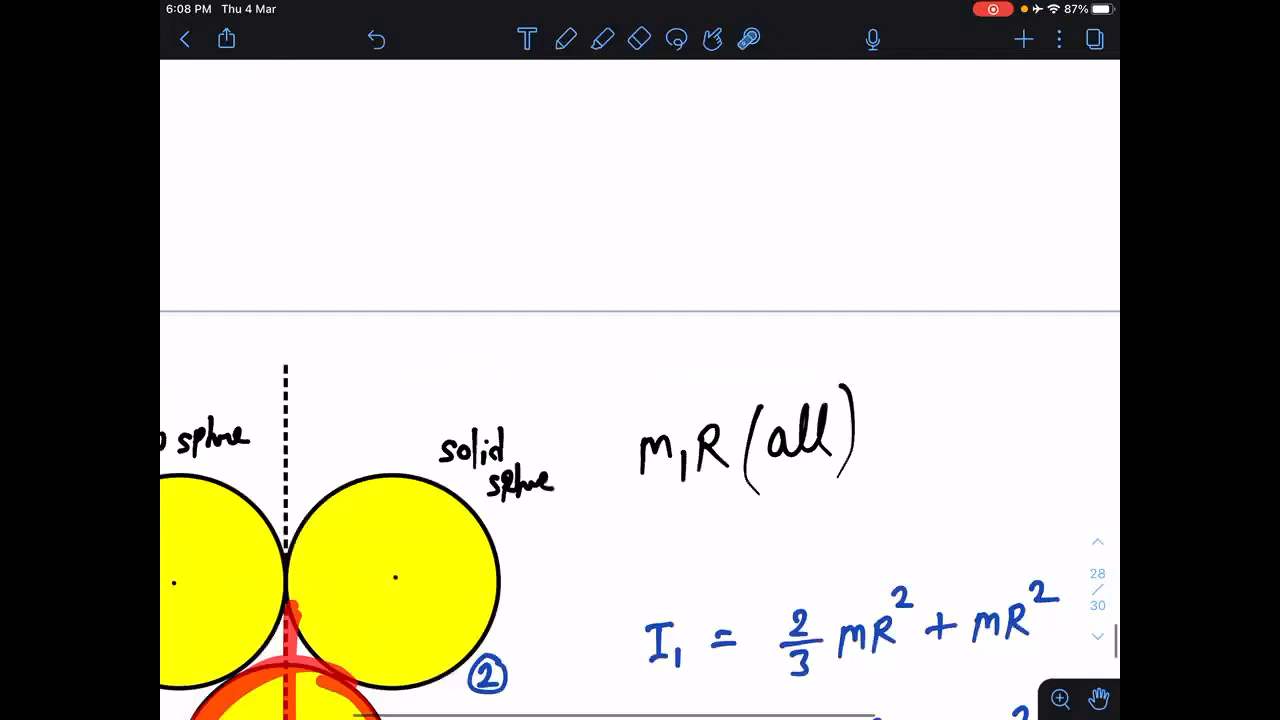 6:08 PM Thu 4 Mar
87%
T
sphere
solid
sphere
m, R (all)
28
/
30
I₁ = 2/3 mR² + mR²
②
2